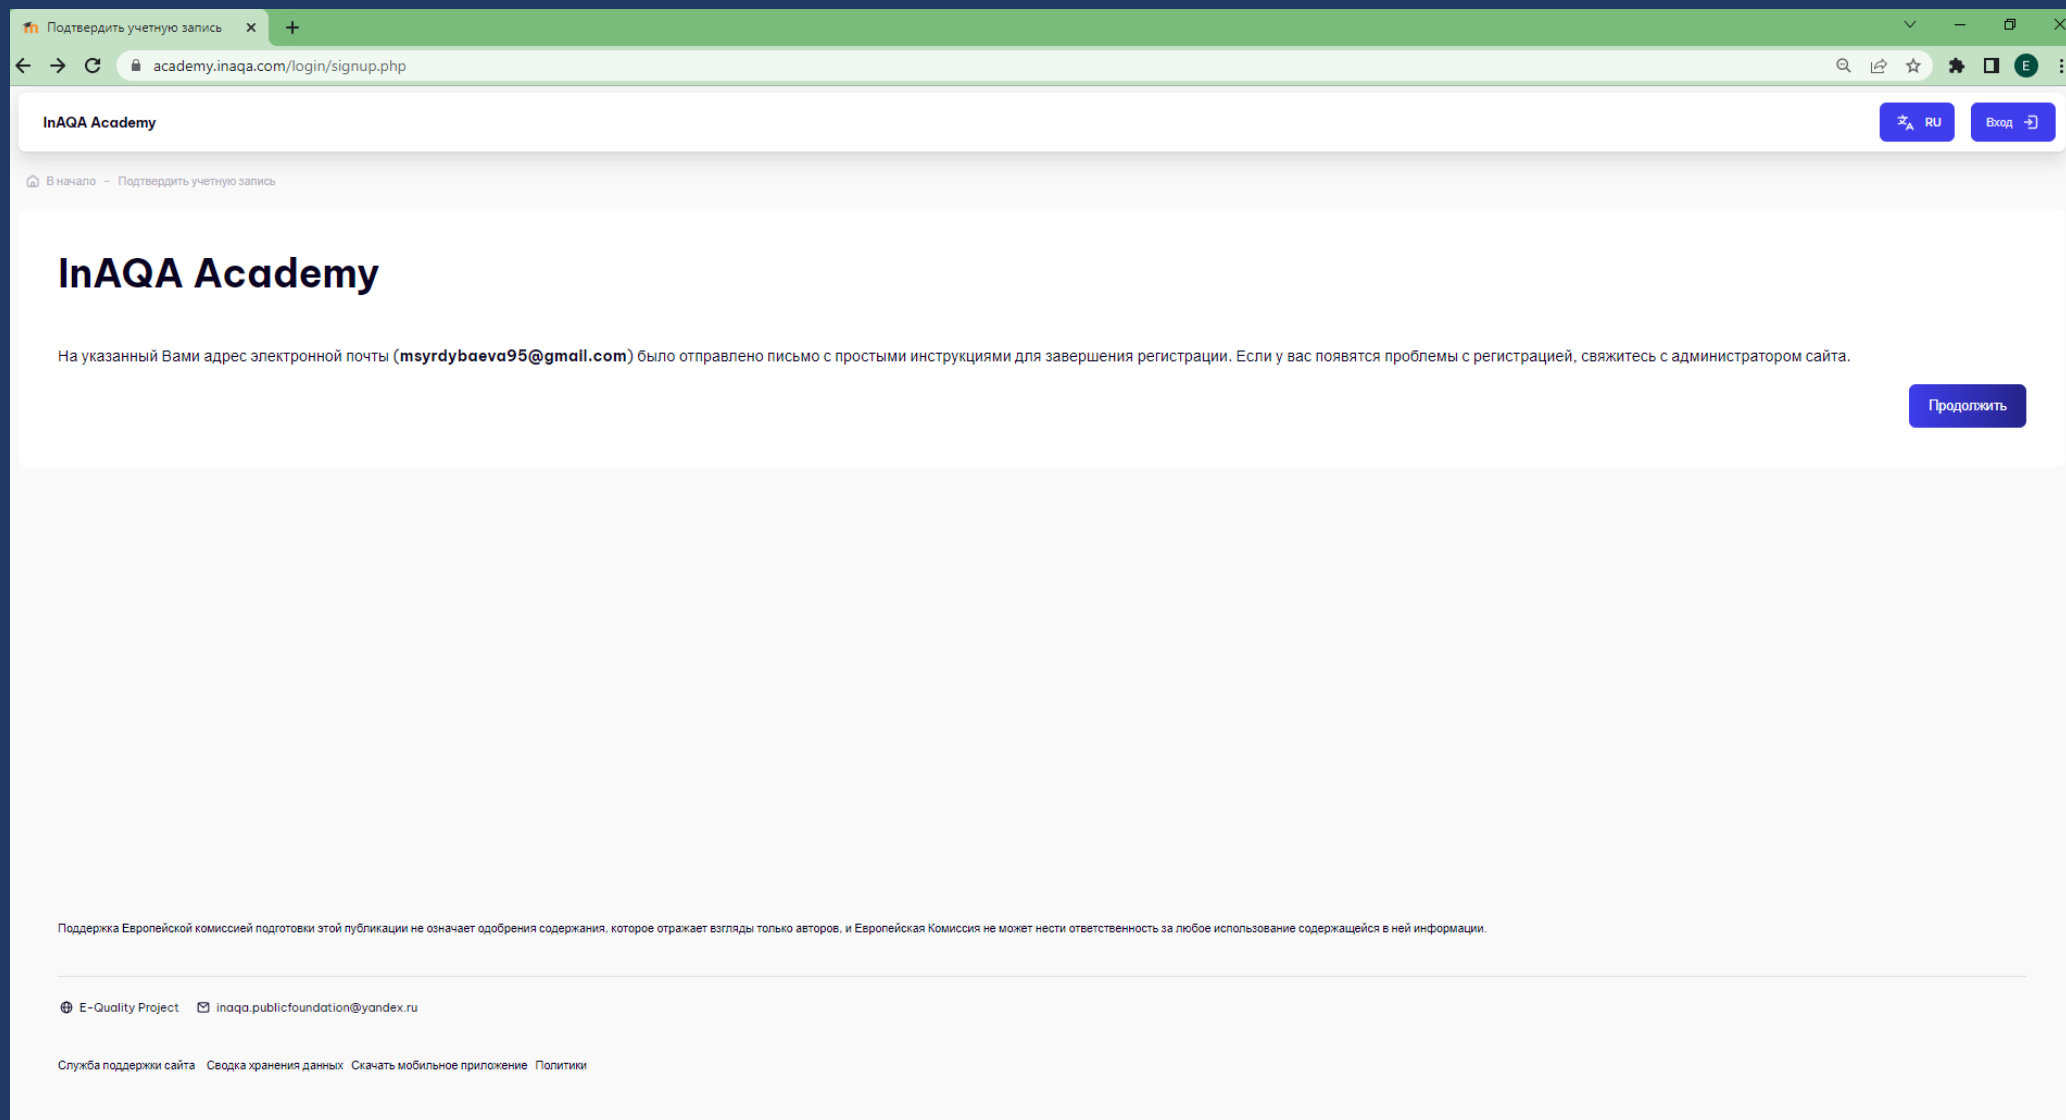 Подтвердить учетную запись
academy.inaqa.com/login/signup.php
E
InAQA Academy
RU
Вход
В начало - Подтвердить учетную запись
InAQA Academy
На указанный Вами адрес электронной почты (msyrdybaeva95@gmail.com) было отправлено письмо с простыми инструкциями для завершения регистрации. Если у вас появятся проблемы с регистрацией, свяжитесь с администратором сайта.
Продолжить
Поддержка Европейской комиссией подготовки этой публикации не означает одобрения содержания, которое отражает взгляды только авторов, и Европейская Комиссия не может нести ответственность за любое использование содержащейся в ней информации.
E-Quality Project inaqa.publicfoundation@yandex.ru
Служба поддержки сайта Сводка хранения данных Скачать мобильное приложение Политики